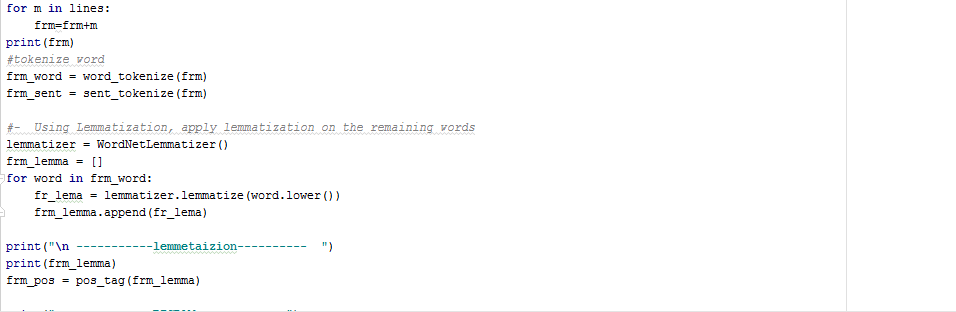 for m in lines:
    frm=frm+m
print(frm)
#tokenize word
frm_word = word_tokenize(frm)
frm_sent = sent_tokenize(frm)
#-  Using Lemmatization, apply lemmatization on the remaining words
lemmatizer = WordNetLemmatizer()
frm_lemma = []
for word in frm_word:
    fr_lema = lemmatizer.lemmatize(word.lower())
    frm_lemma.append(fr_lema)
print("\n -----------lemmetaizion----------  ")
print(frm_lemma)
frm_pos = pos_tag(frm_lemma)